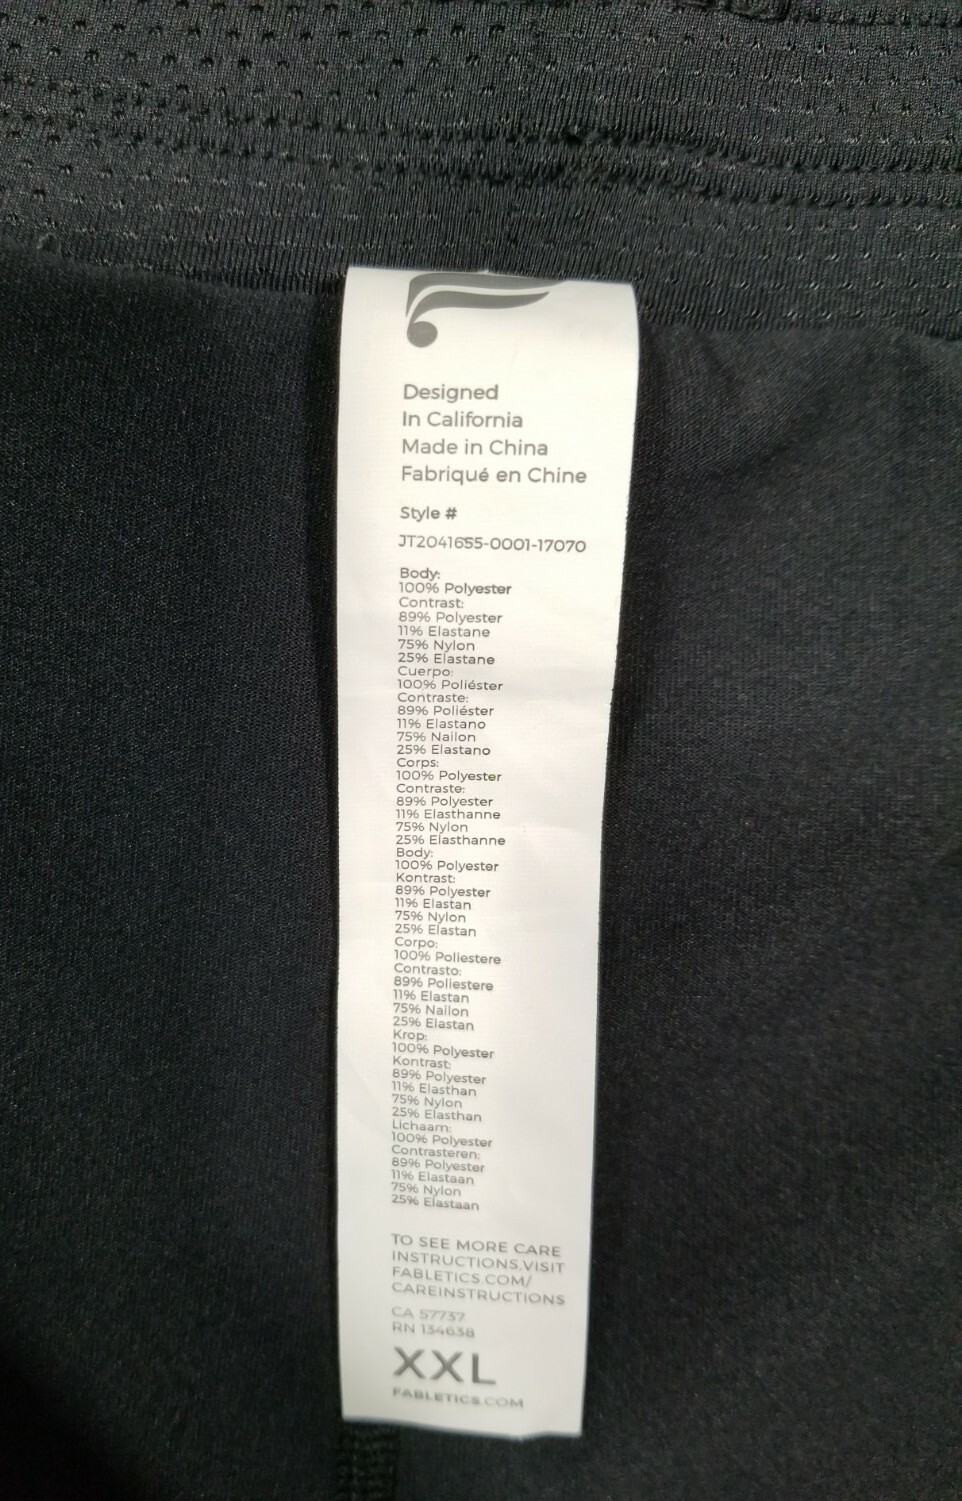 Designed
In California
Made in China
Fabriqué en Chine
Style #
JT2041655-0001-17070
Body:
100% Polyester
Contrast:
89% Polyester
11% Elastane
75% Nylon
25% Elastane
Cuerpo:
100% Poliéster
Contraste:
89% Poliéster
11% Elastano
75% Nailon
25% Elastano
Corps:
100% Polyester
Contraste:
89% Polyester
11% Elasthanne
75% Nylon
25% Elasthanne
Body:
100% Polyester
Kontrast:
89% Polyester
11% Elastan
75% Nylon
25% Elastan
Corpo:
100% Poliestere
Contrasto:
89% Poliestere
11% Elastan
75% Nailon
25% Elastan
Krop:
100% Polyester
Kontrast:
89% Polyester
11% Elasthan
75% Nylon
25% Elasthan
Lichaam:
100% Polyester
Contrasteren:
89% Polyester
11% Elastaan
75% Nylon
25% Elastaan
TO SEE MORE CARE
INSTRUCTIONS,VISIT
FABLETICS.COM/
CAREINSTRUCTIONS
CA 57737
RN 134638
XXL
FABLETICS.COM